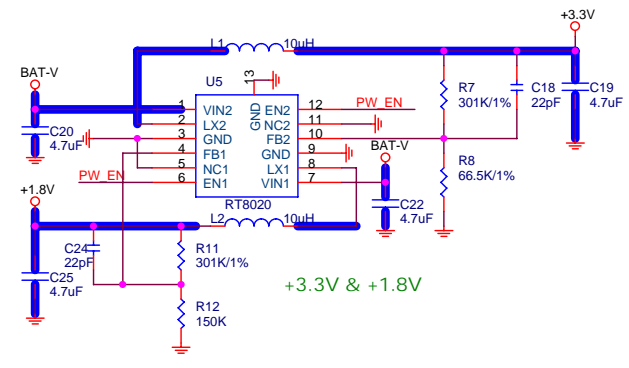 +3.3V
L1 10uH
BAT-V
U5
13
R7
301K/1%
C18
22pF
C19
4.7uF
1 VIN2 GND EN2 12 PW_EN
2 LX2 NC2 11
3 GND FB2 10
4 FB1 GND 9
5 NC1 LX1 8
6 EN1 VIN1 7
C20
4.7uF
BAT-V
R8
66.5K/1%
PW_EN
RT8020
+1.8V
L2 10uH
C22
4.7uF
C24
22pF
R11
301K/1%
C25
4.7uF
+3.3V & +1.8V
R12
150K